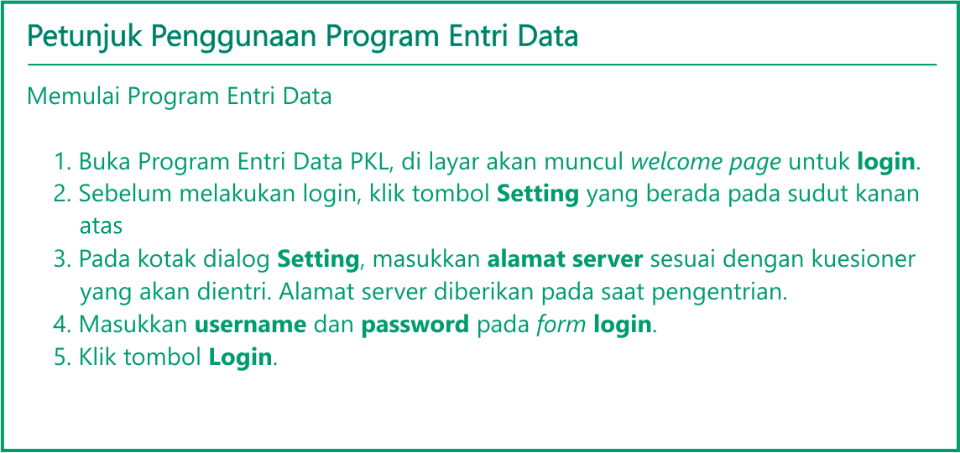 Petunjuk Penggunaan Program Entri Data
Memulai Program Entri Data
1. Buka Program Entri Data PKL, di layar akan muncul welcome page untuk login.
2. Sebelum melakukan login, klik tombol Setting yang berada pada sudut kanan
atas
3. Pada kotak dialog Setting, masukkan alamat server sesuai dengan kuesioner
yang akan dientri. Alamat server diberikan pada saat pengentrian.
4. Masukkan username dan password pada form login.
5. Klik tombol Login.